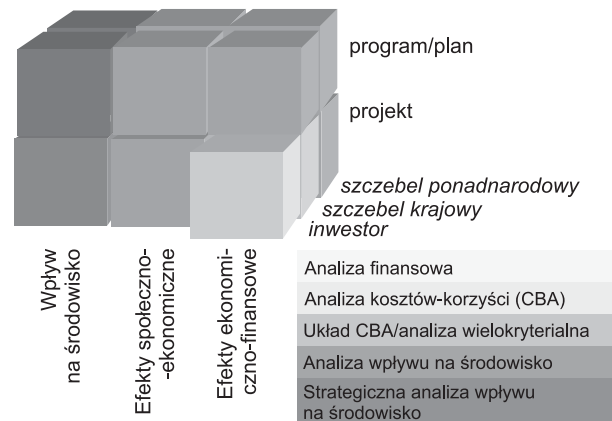 program/plan
projekt
szczebel ponadnarodowy
szczebel krajowy
inwestor
Wpływ
na środowisko
Efekty społeczno-
-ekonomiczne
Efekty ekonomi-
czno-finansowe
Analiza finansowa
Analiza kosztów-korzyści (CBA)
Układ CBA/analiza wielokryterialna
Analiza wpływu na środowisko
Strategiczna analiza wpływu
na środowisko